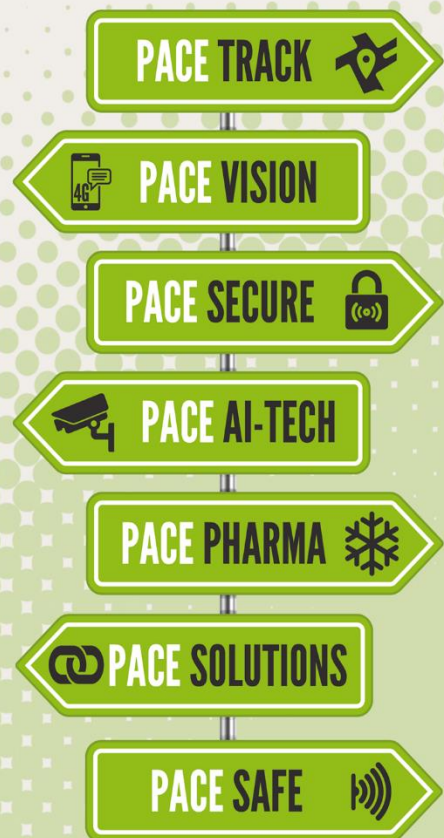 PACE TRACK
4G
PACE VISION
PACE SECURE
PACE AI-TECH
PACE PHARMA
PACE SOLUTIONS
PACE SAFE